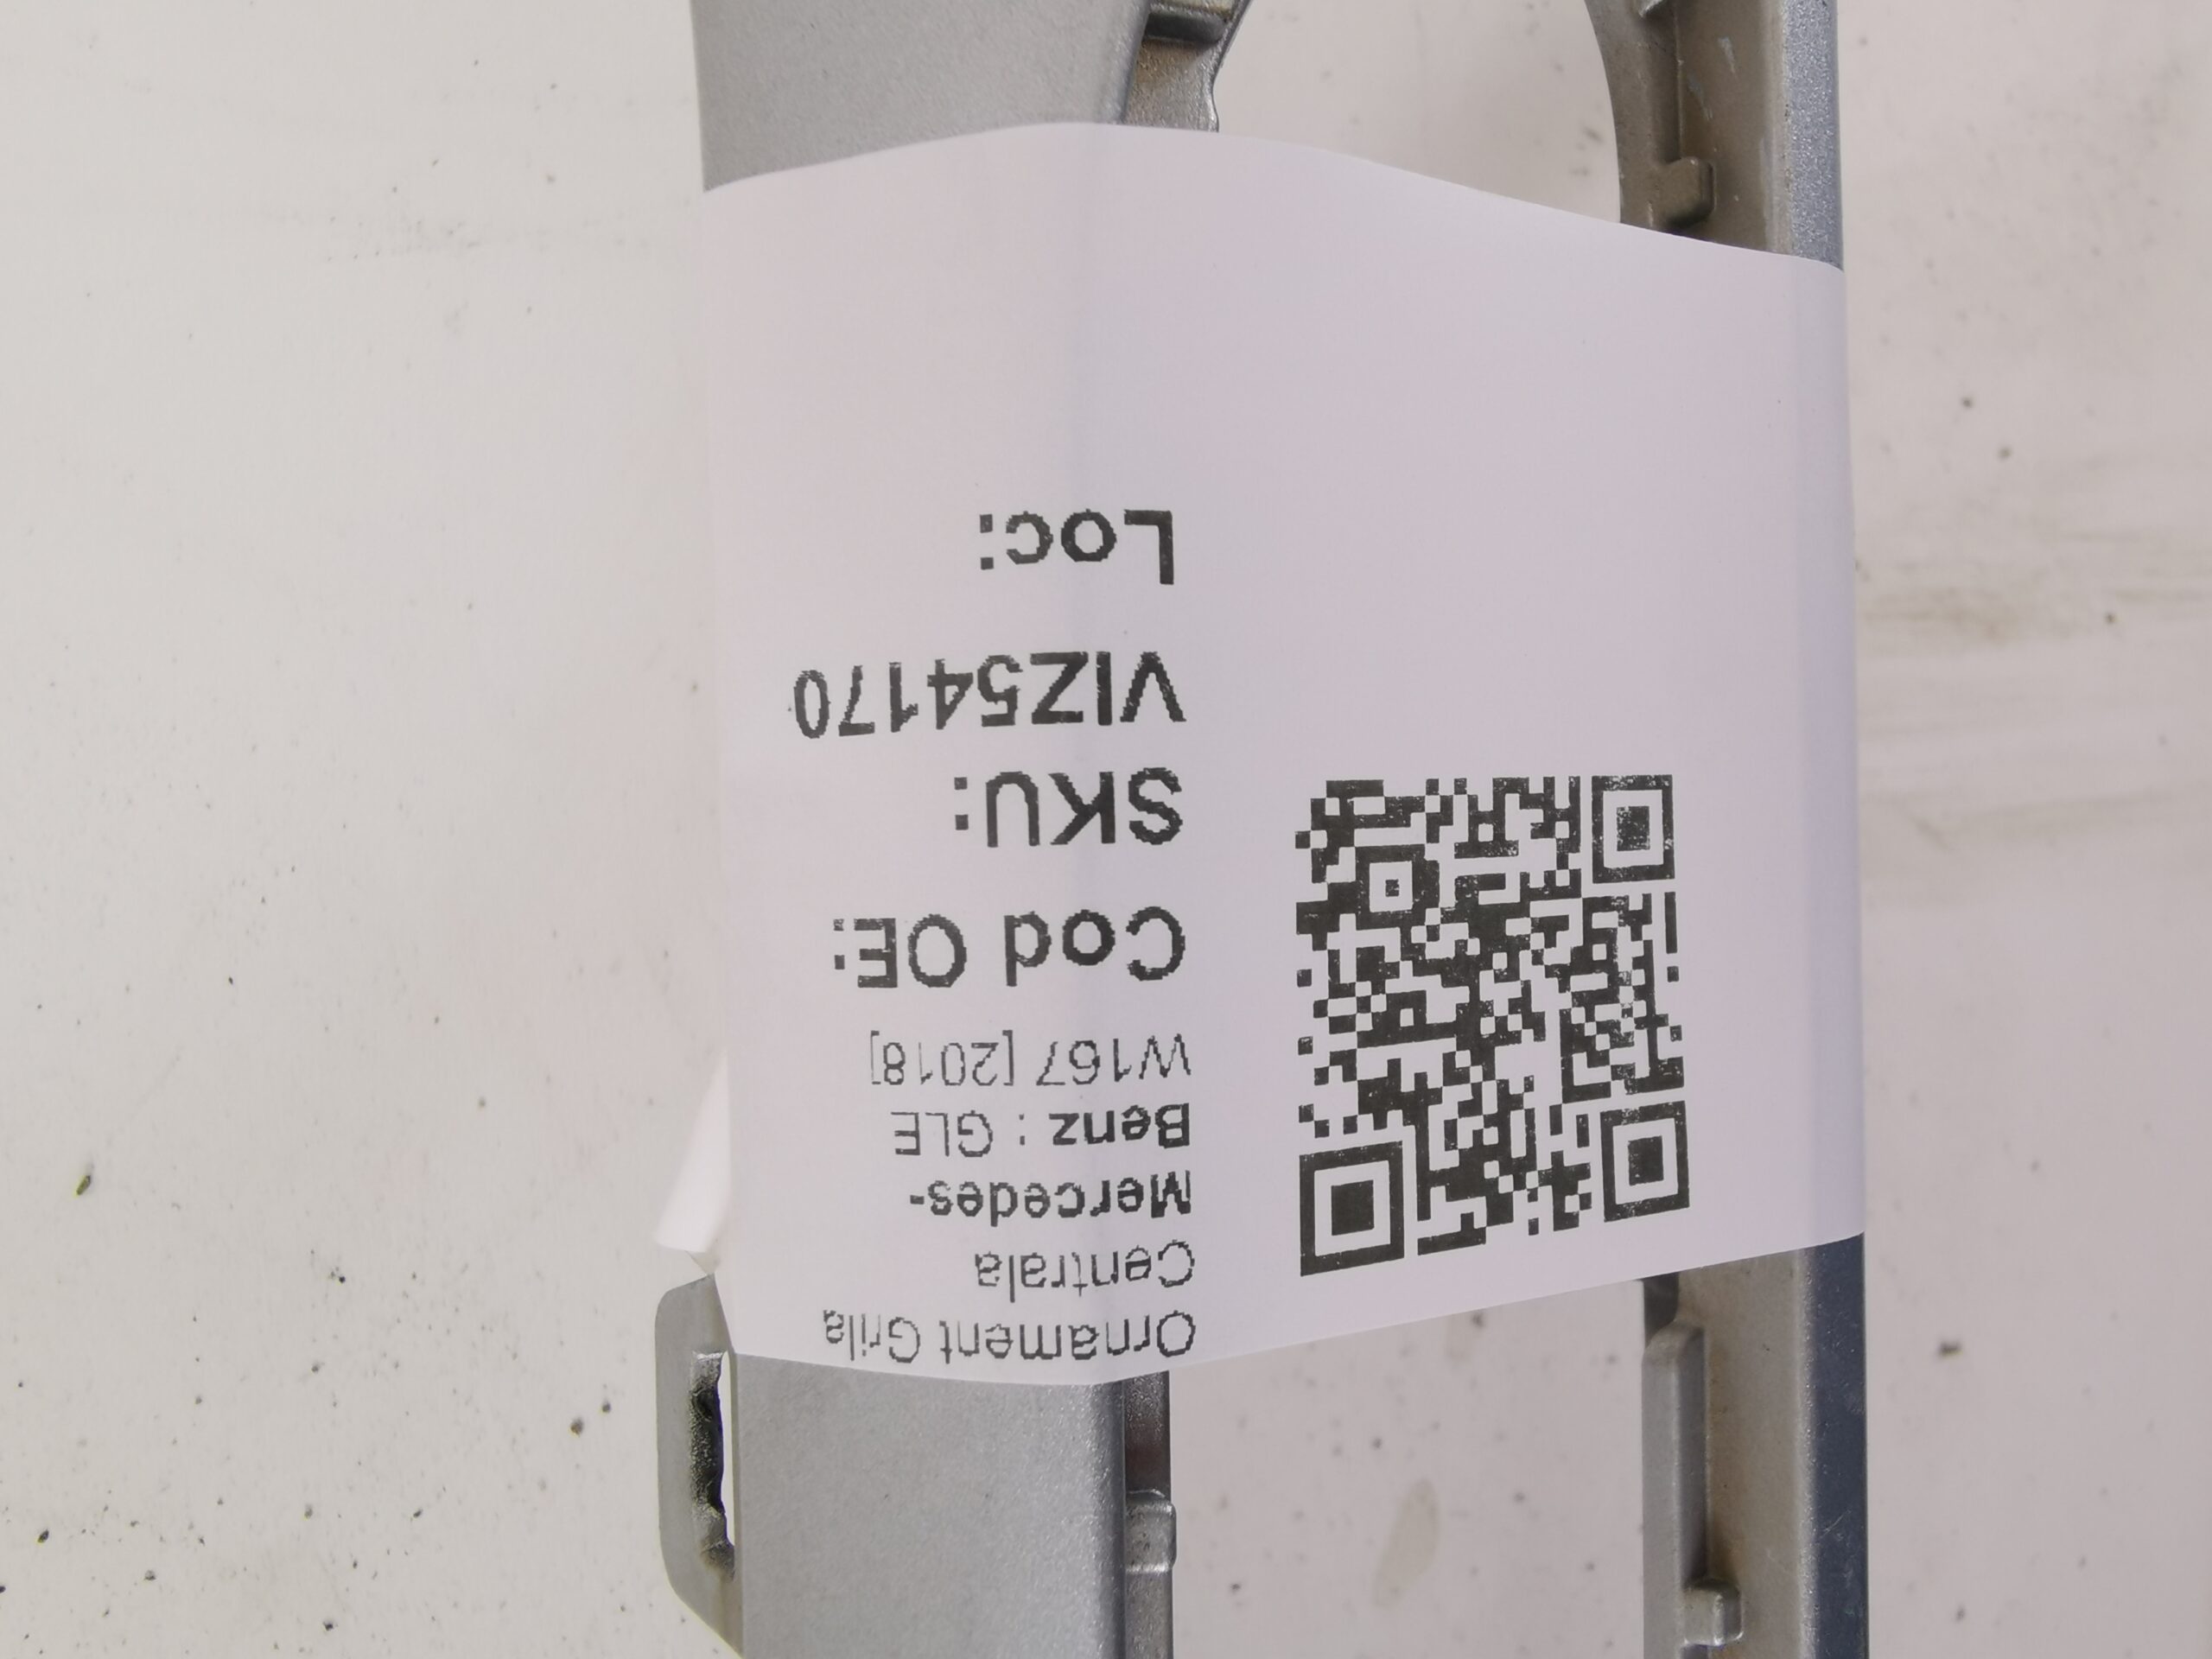 Ornament Grila
Centrala
Mercedes-
Benz : GLE
W167 [2018]
Cod OE:
SKU:
VIZ54170
Loc: